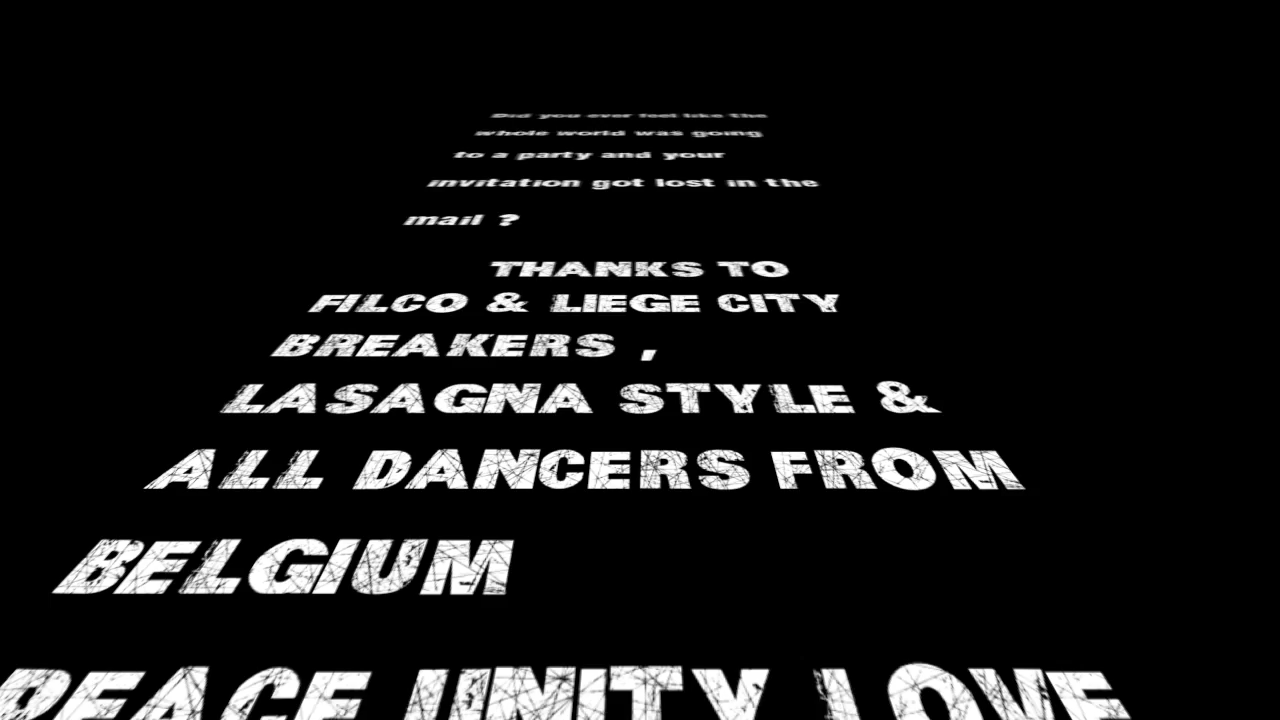 Did you ever feel like the
whole world was going
to a party and your
invitation got lost in the
mail ?
THANKS TO
FILCO & LIEGE CITY
BREAKERS ,
LASAGNA STYLE &
ALL DANCERS FROM
BELGIUM
PEACE UNITY LOVE